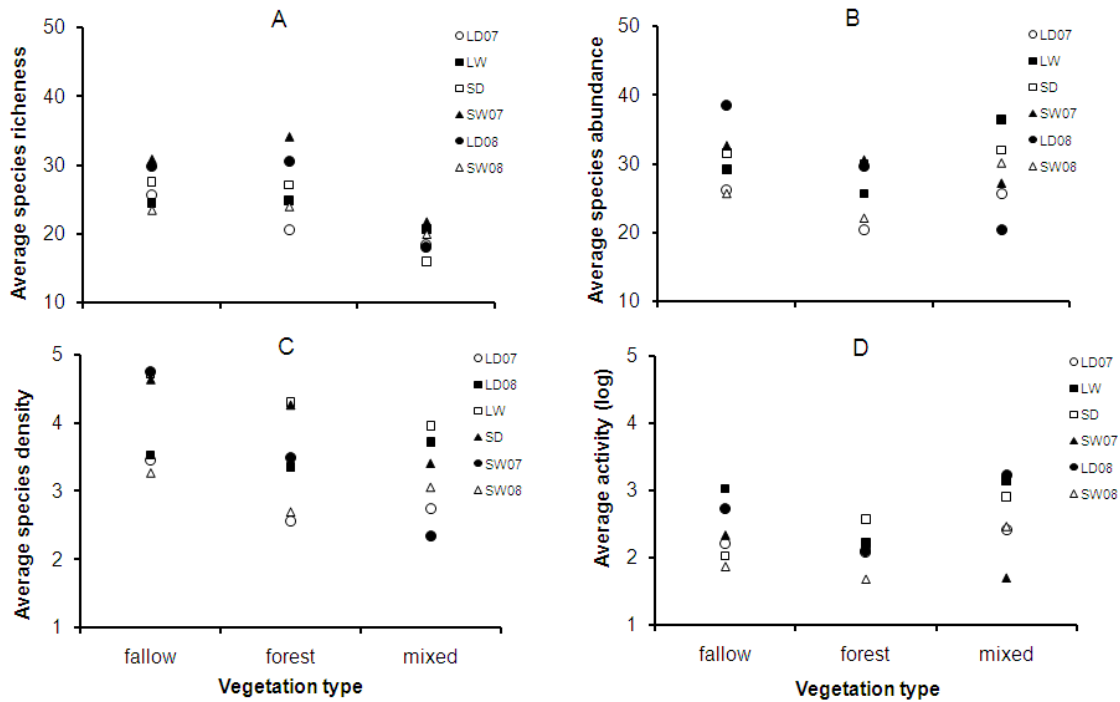 A
Average species richeness
50
40
30
20
10
LD07
LW
SD
SW07
LD08
SW08
B
Average species abundance
50
40
30
20
10
LD07
LW
SD
SW07
LD08
SW08
C
Average species density
5
4
3
2
1
LD07
LD08
LW
SD
SW07
SW08
fallow
forest
mixed
Vegetation type
D
Average activity (log)
5
4
3
2
1
LD07
LW
SD
SW07
LD08
SW08
fallow
forest
mixed
Vegetation type